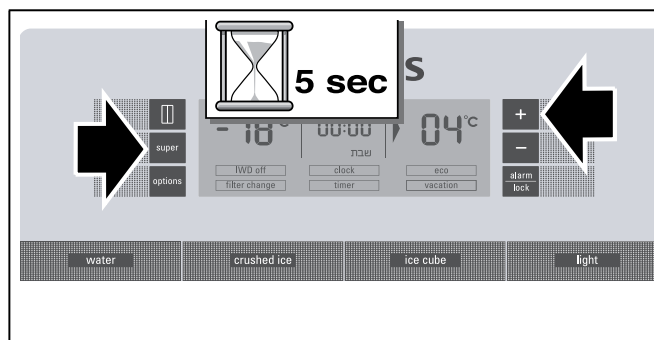 5 sec
S
super
options
-18°
00:00
שבת
04°C
+
-
alarm
lock
IWD off
clock
eco
filter change
timer
vacation
water
crushed ice
ice cube
light